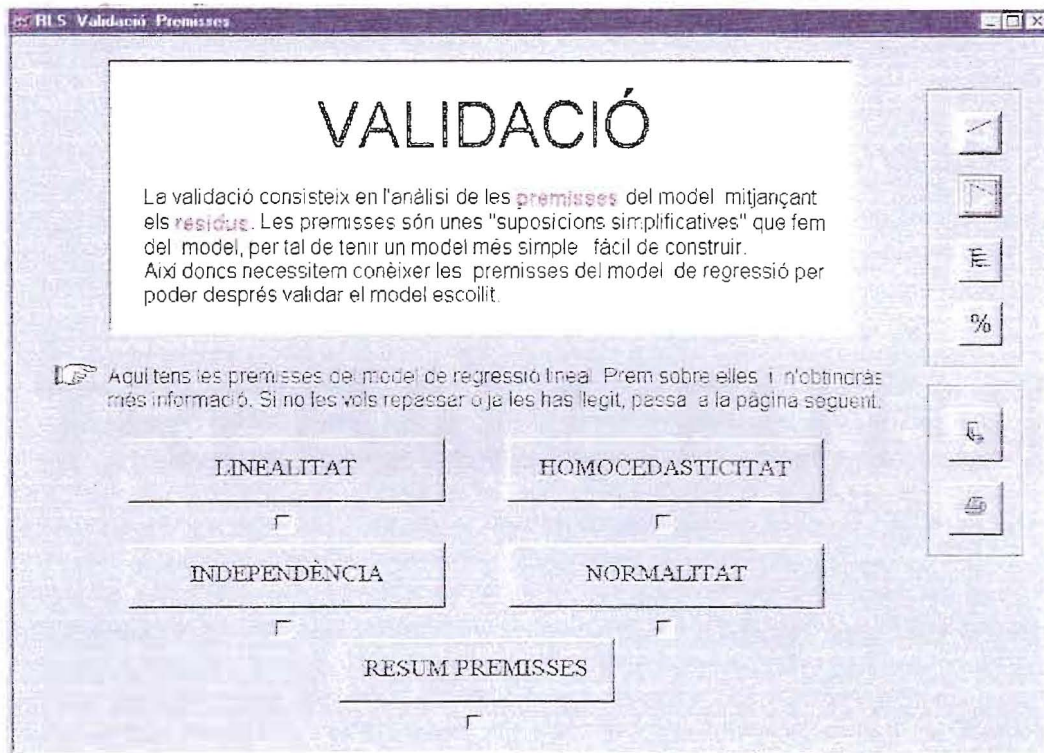 RLS Validació Premisses
VALIDACIÓ
La validació consisteix en l'anàlisi de les premisses del model mitjançant
els residus. Les premisses són unes "suposicions simplificatives" que fem
del model, per tal de tenir un model més simple fácil de construir.
Així doncs necessitem conèixer les premisses del model de regressió per
poder després validar el model escollit.
Aquí tens les premisses del model de regressió lineal. Prem sobre elles i n'obtindràs
més informació. Si no les vols repassar o ja les has llegit, passa a la pàgina següent.
LINEALITAT
HOMOCEDASTICITAT
INDEPENDÈNCIA
NORMALITAT
RESUM PREMISSES
%